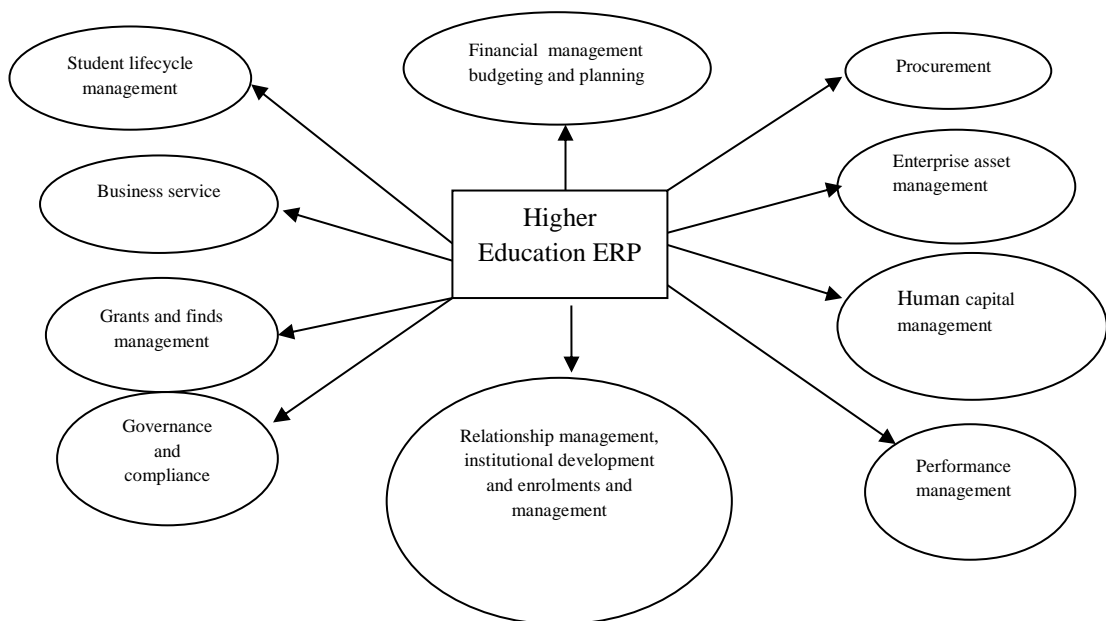 Student lifecycle
management
Financial  management
budgeting and planning
Procurement
Business service
Higher
Education ERP
Enterprise asset
management
Grants and finds
management
Human capital
management
Governance
and
compliance
Relationship management,
institutional development
and enrolments and
management
Performance
management